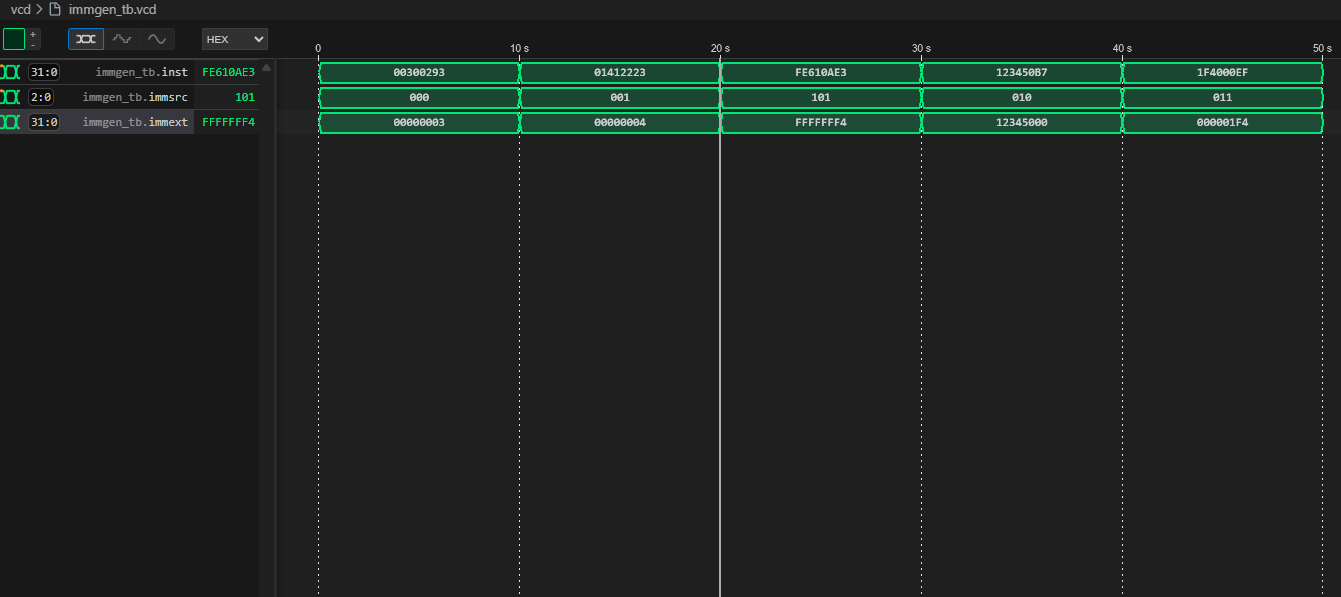 vcd > immgen_tb.vcd
+
-
HEX
0 10 s 20 s 30 s 40 s 50 s
31:0 immgen_tb.inst FE610AE3 00300293 01412223 FE610AE3 123450B7 1F4000EF
2:0 immgen_tb.immsrc 101 000 001 101 010 011
31:0 immgen_tb.immext FFFFFFF4 00000003 00000004 FFFFFFF4 12345000 000001F4